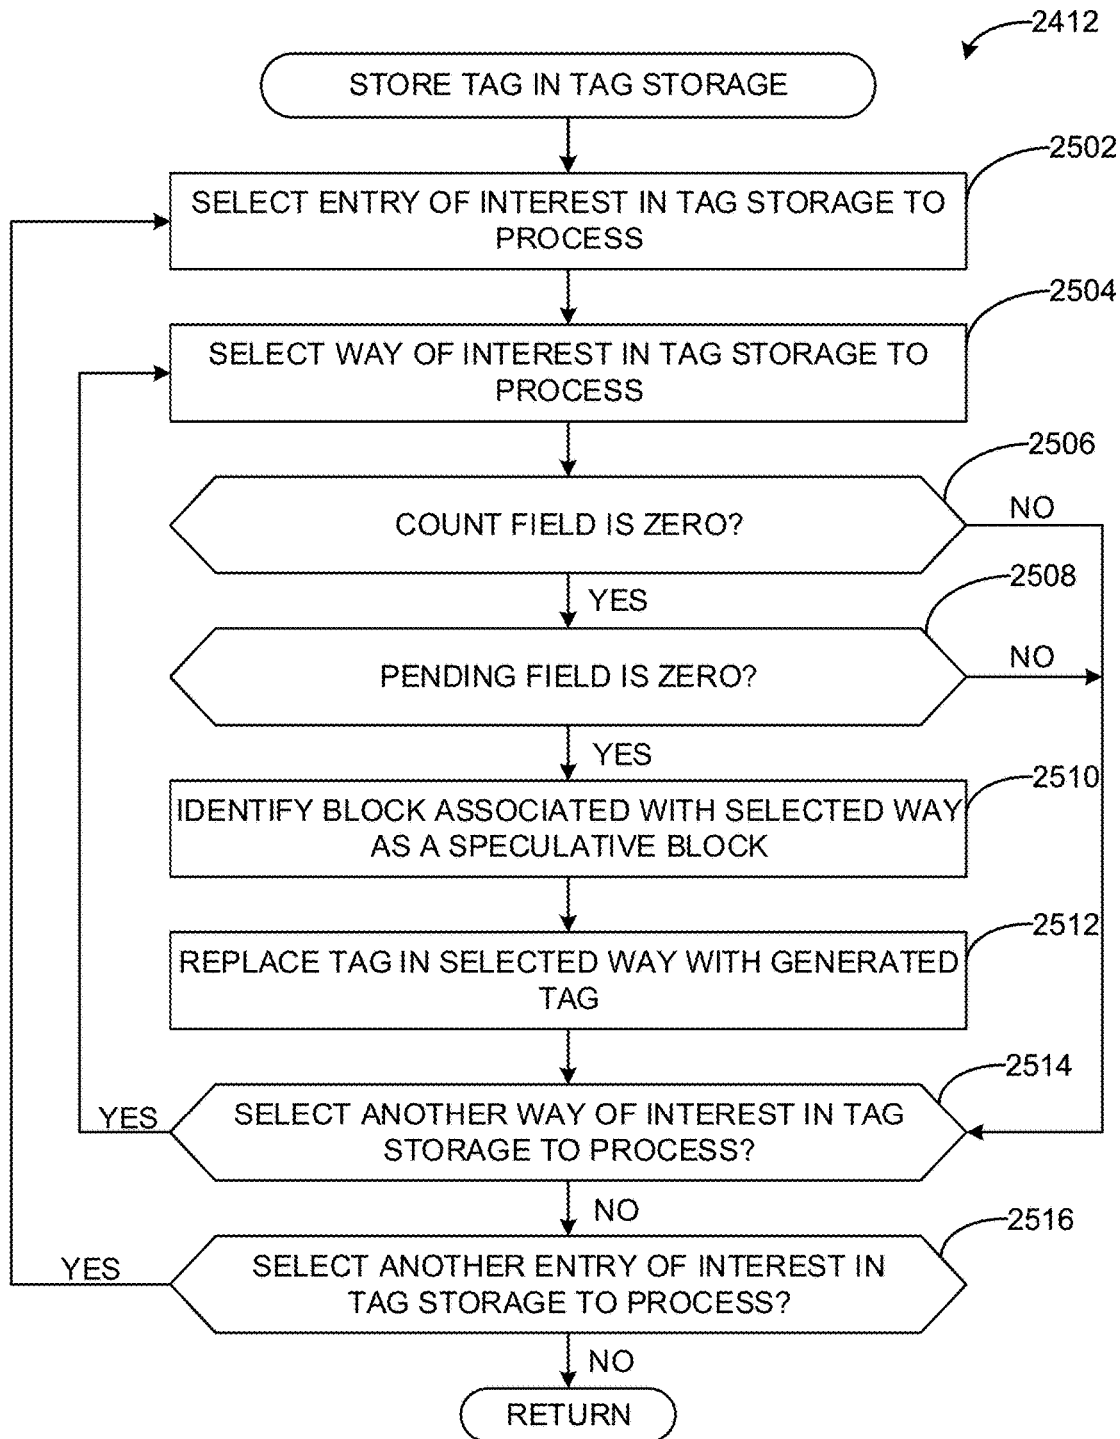 2412
STORE TAG IN TAG STORAGE
2502
SELECT ENTRY OF INTEREST IN TAG STORAGE TO
PROCESS
2504
SELECT WAY OF INTEREST IN TAG STORAGE TO
PROCESS
2506
COUNT FIELD IS ZERO?
NO
YES
2508
PENDING FIELD IS ZERO?
NO
YES
2510
IDENTIFY BLOCK ASSOCIATED WITH SELECTED WAY
AS A SPECULATIVE BLOCK
2512
REPLACE TAG IN SELECTED WAY WITH GENERATED
TAG
2514
SELECT ANOTHER WAY OF INTEREST IN TAG
STORAGE TO PROCESS?
YES
NO
2516
SELECT ANOTHER ENTRY OF INTEREST IN
TAG STORAGE TO PROCESS?
YES
NO
RETURN